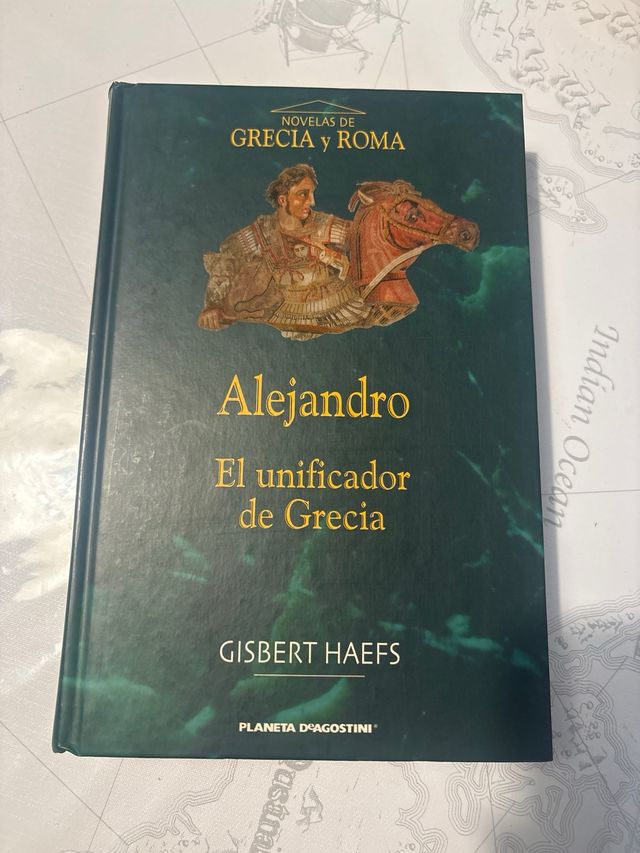 NOVELAS DE
GRECIA y ROMA
Alejandro
El unificador
de Grecia
GISBERT HAEFS
PLANETA DeAGOSTINI®
Indian Ocean